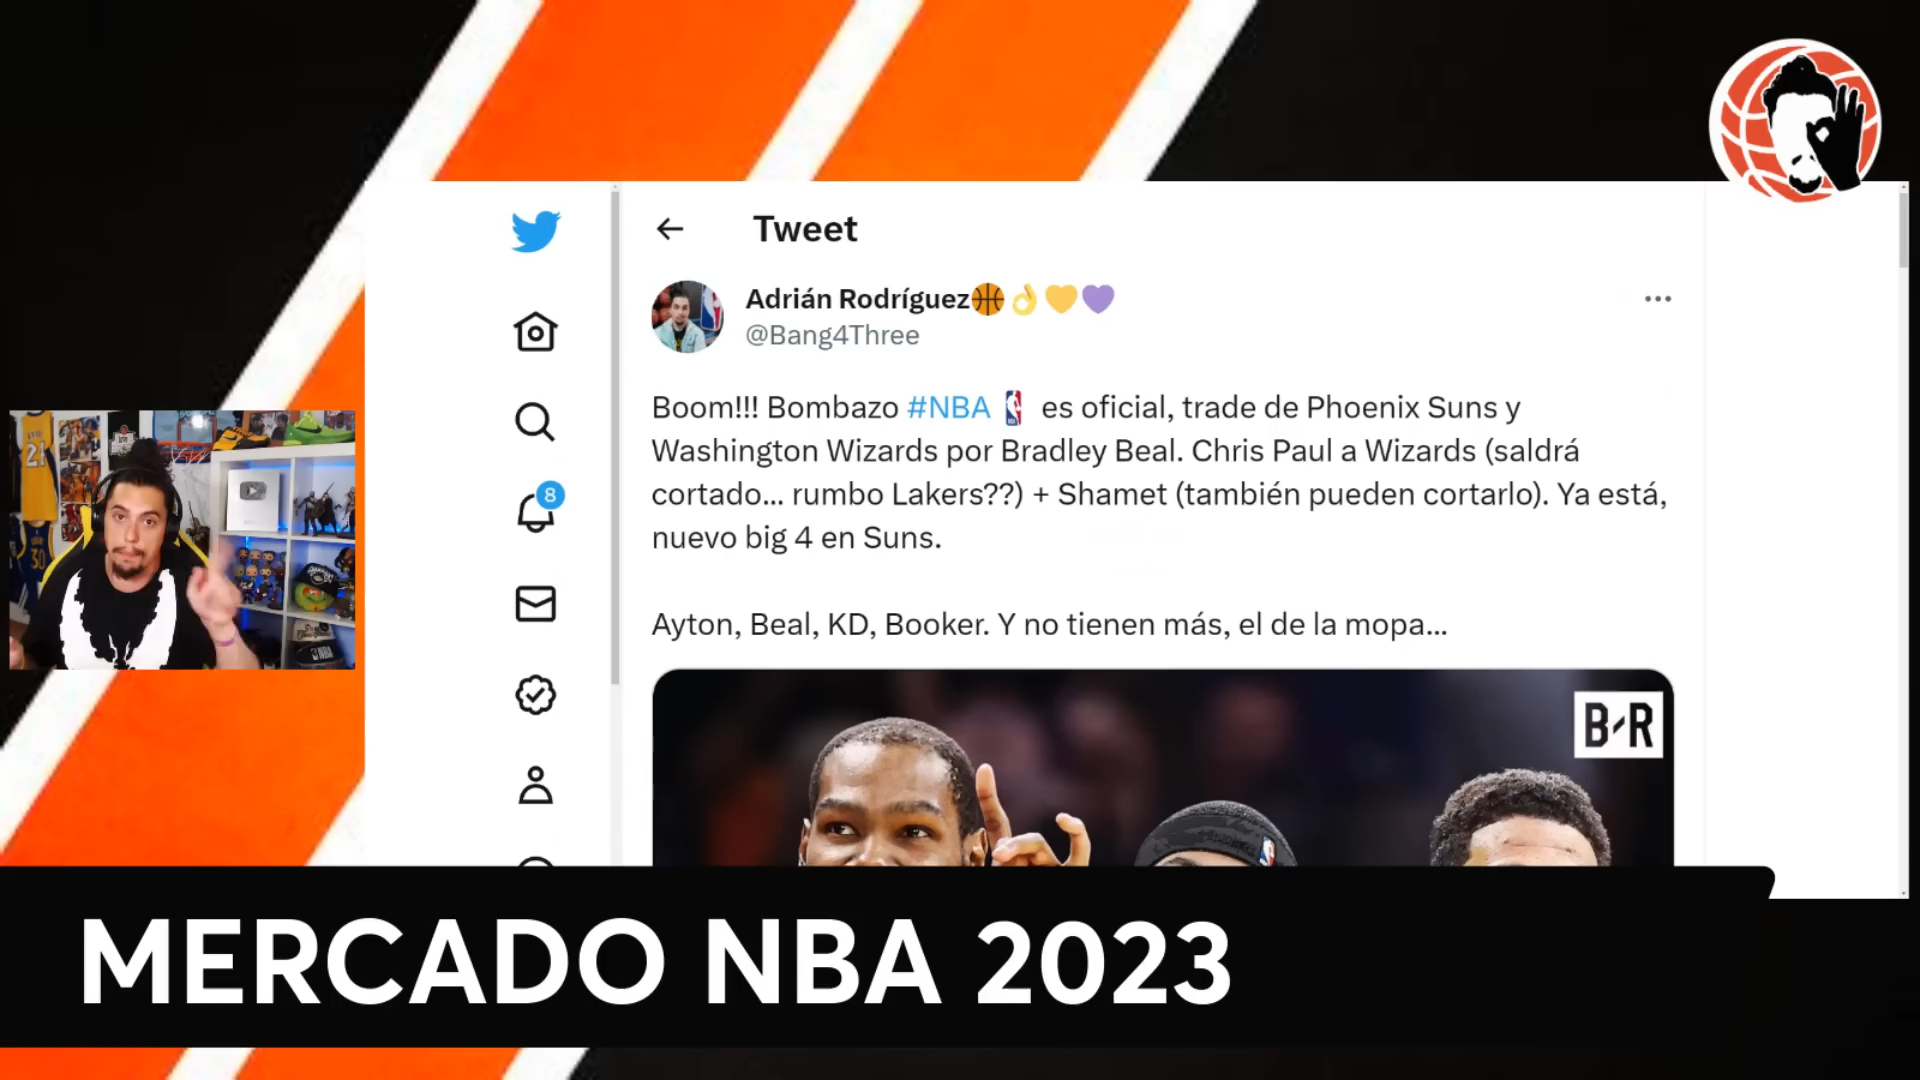 Tweet
Adrián Rodríguez🏀👌💛💜
@Bang4Three
Boom!!! Bombazo #NBA es oficial, trade de Phoenix Suns y
Washington Wizards por Bradley Beal. Chris Paul a Wizards (saldrá
cortado... rumbo Lakers??) + Shamet (también pueden cortarlo). Ya está,
nuevo big 4 en Suns.
Ayton, Beal, KD, Booker. Y no tienen más, el de la mopa...
8
21
30
B/R
MERCADO NBA 2023